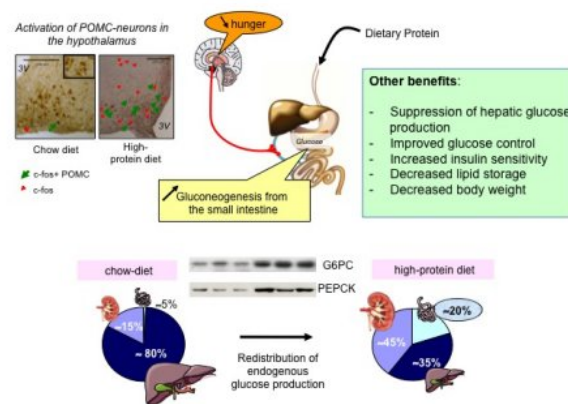 Activation of POMC-neurons in
the hypothalamus
3V
3V
Chow diet
High-
protein diet
c-fos+ POMC
c-fos
hunger
Dietary Protein
Glucose
Gluconeogenesis from
the small intestine
Other benefits:
- Suppression of hepatic glucose
production
- Improved glucose control
- Increased insulin sensitivity
- Decreased lipid storage
- Decreased body weight
chow-diet
~5%
~15%
~ 80%
G6PC
PEPCK
Redistribution of
endogenous
glucose production
high-protein diet
~20%
~45%
~35%